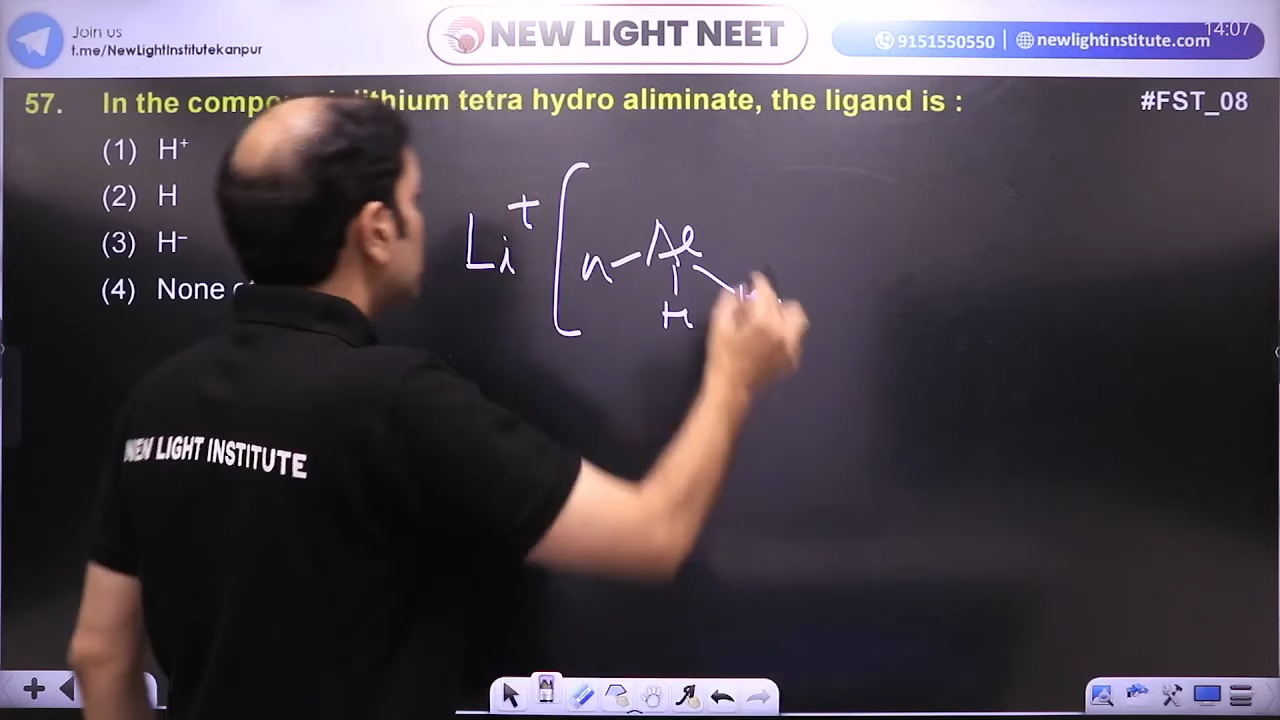 Join us
t.me/NewLightInstitutekanpur
NEW LIGHT NEET
9151550550 | newlightinstitute.com
14:07
57. In the lithium tetra hydro aliminate, the ligand is :
#FST_08
(1) H⁺
(2) H
(3) H⁻
(4) None
Li⁺ [ H – Al
H
NEW LIGHT INSTITUTE